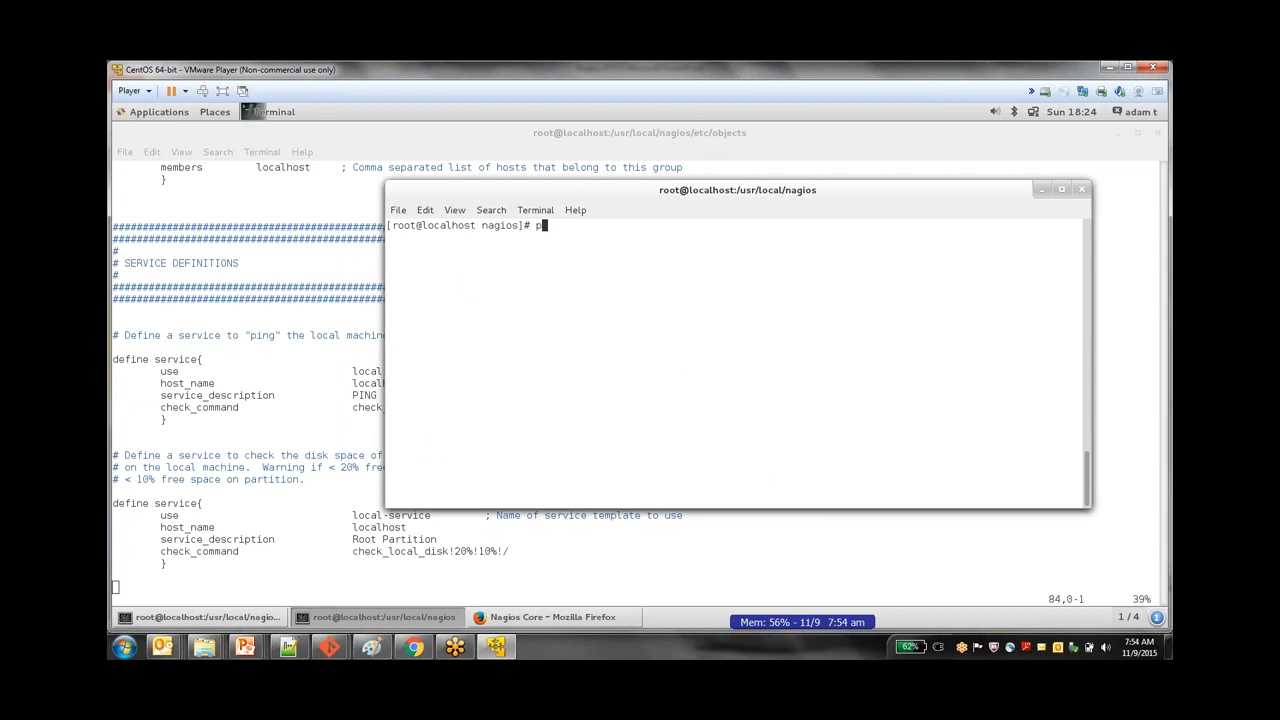 CentOS 64-bit - VMware Player (Non-commercial use only)
Player
Applications Places Terminal Sun 18:24 adam t
root@localhost:/usr/local/nagios/etc/objects
File Edit View Search Terminal Help
members localhost ; Comma separated list of hosts that belong to this group
}
root@localhost:/usr/local/nagios
File Edit View Search Terminal Help
[root@localhost nagios]# p
#############################################
#############################################
#
# SERVICE DEFINITIONS
#
#############################################
#############################################
# Define a service to "ping" the local machine
define service{
use local
host_name localh
service_description PING
check_command check_
}
# Define a service to check the disk space of
# on the local machine. Warning if < 20% free
# < 10% free space on partition.
define service{
use local-service ; Name of service template to use
host_name localhost
service_description Root Partition
check_command check_local_disk!20%!10%!/
}
84,0-1 39%
root@localhost:/usr/local/nagio... root@localhost:/usr/local/nagios Nagios Core - Mozilla Firefox 1 / 4
Mem: 56% - 11/9 7:54 am
62% 7:54 AM
11/9/2015